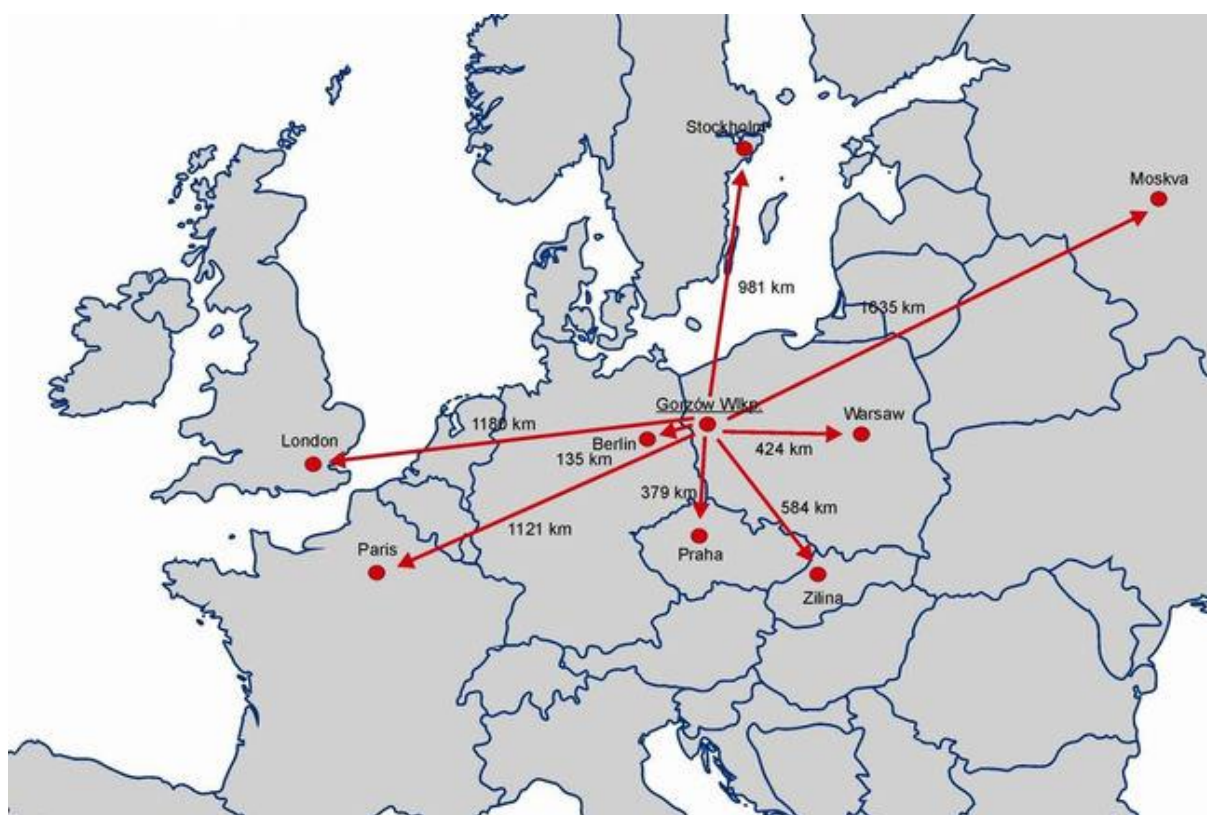 Stockholm
Moskva
981 km
1635 km
Gorzów Wlkp.
Warsaw
1180 km
London
Berlin
424 km
135 km
379 km
584 km
1121 km
Paris
Praha
Zilina